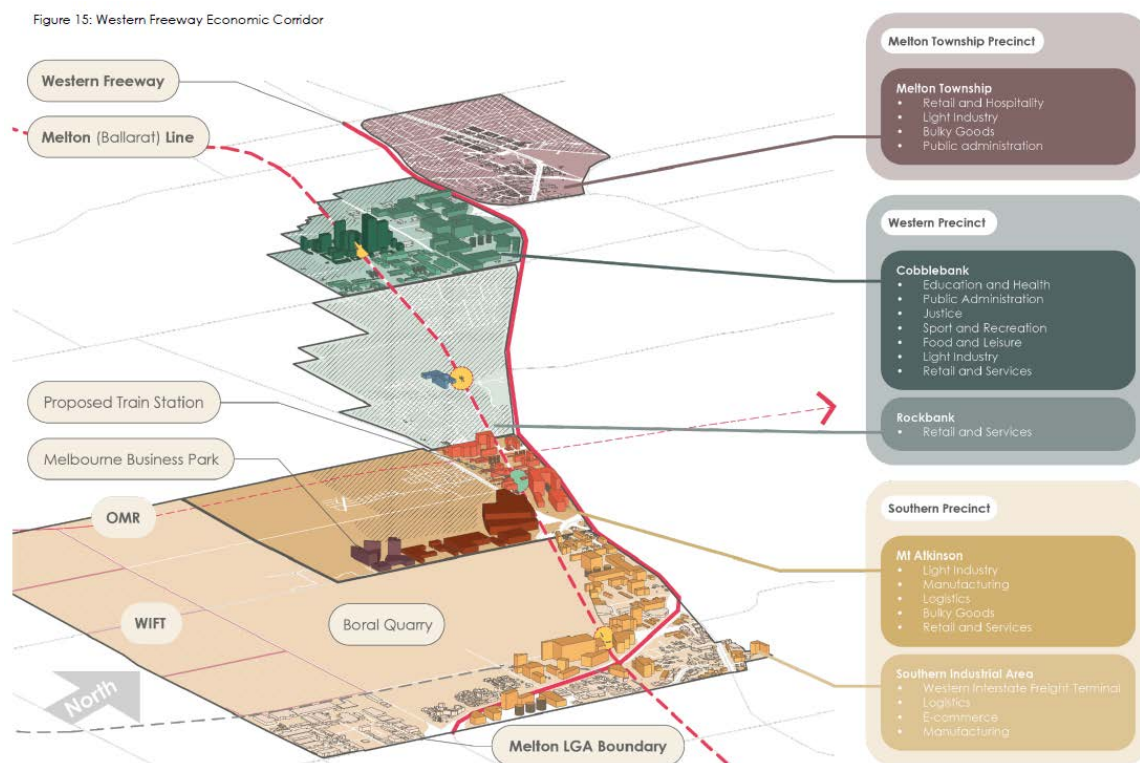 Figure 15: Western Freeway Economic Corridor
Western Freeway
Melton (Ballarat) Line
Proposed Train Station
Melbourne Business Park
OMR
WIFT
Boral Quarry
North
Melton LGA Boundary
Melton Township Precinct
Melton Township
• Retail and Hospitality
• Light Industry
• Bulky Goods
• Public administration
Western Precinct
Cobblebank
• Education and Health
• Public Administration
• Justice
• Sport and Recreation
• Food and Leisure
• Light Industry
• Retail and Services
Rockbank
• Retail and Services
Southern Precinct
Mt Atkinson
• Light Industry
• Manufacturing
• Logistics
• Bulky Goods
• Retail and Services
Southern Industrial Area
• Western Interstate Freight Terminal
• Logistics
• E-commerce
• Manufacturing